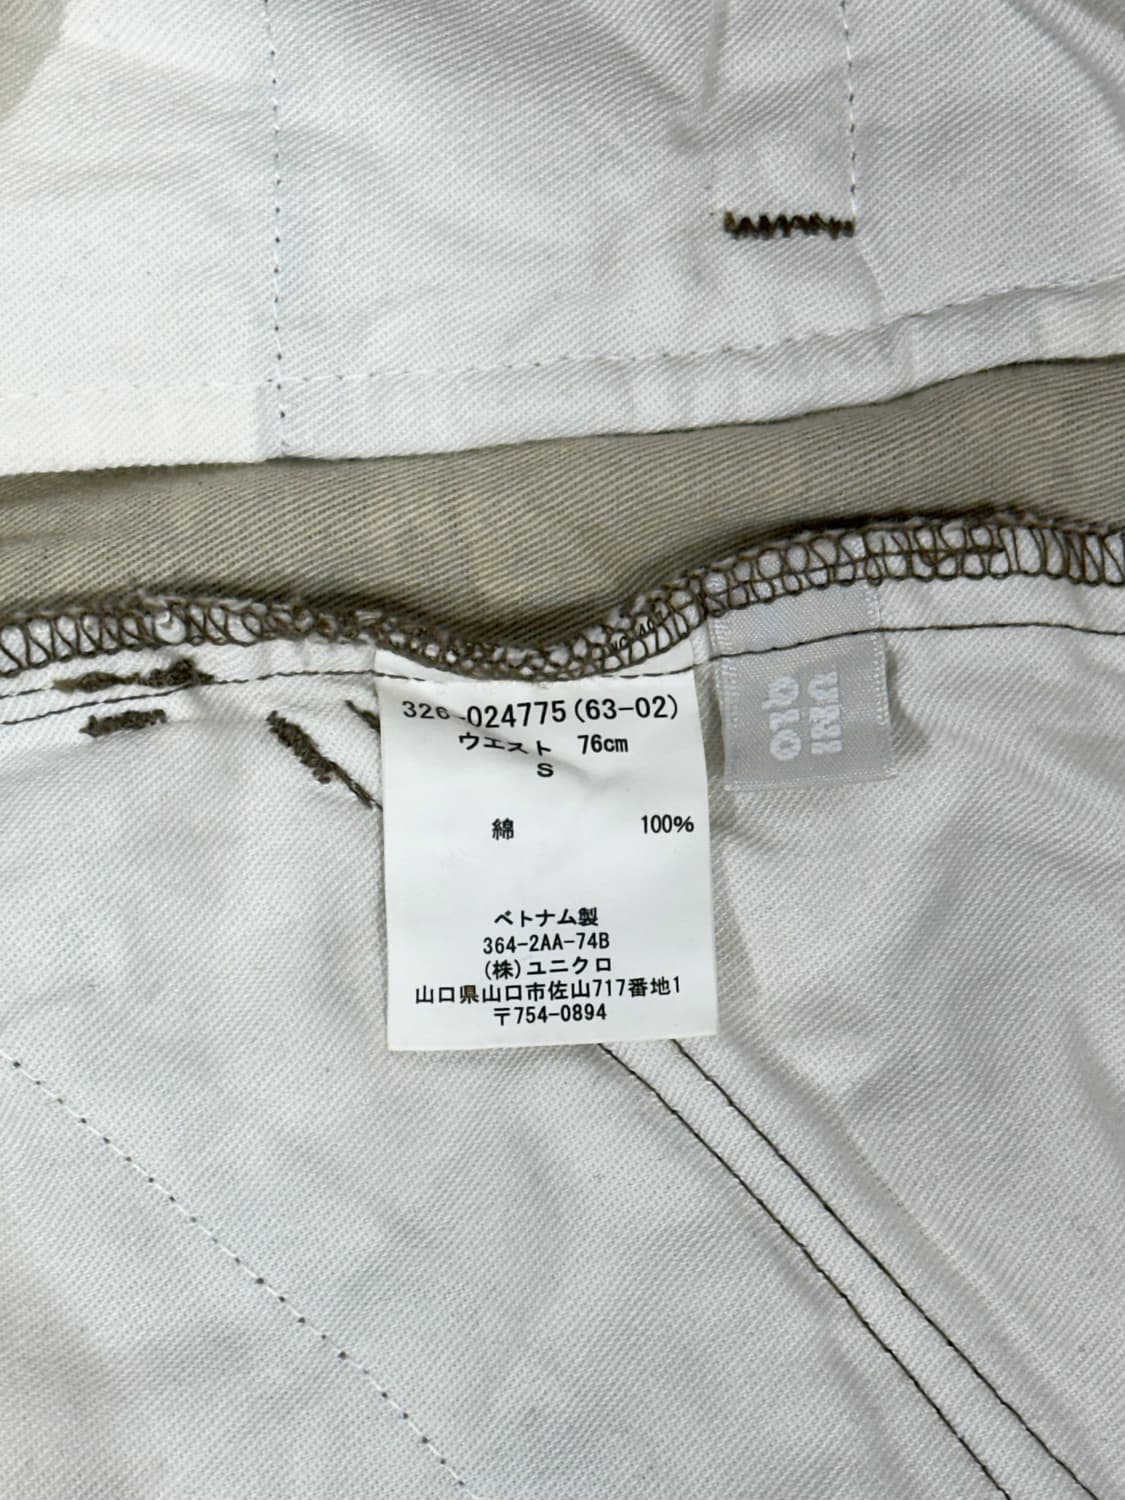 326-024775(63-02)
ウエスト 76cm
S
綿 100%
ベトナム製
364-2AA-74B
(株)ユニクロ
山口県山口市佐山717番地1
〒754-0894
UNI
QLO